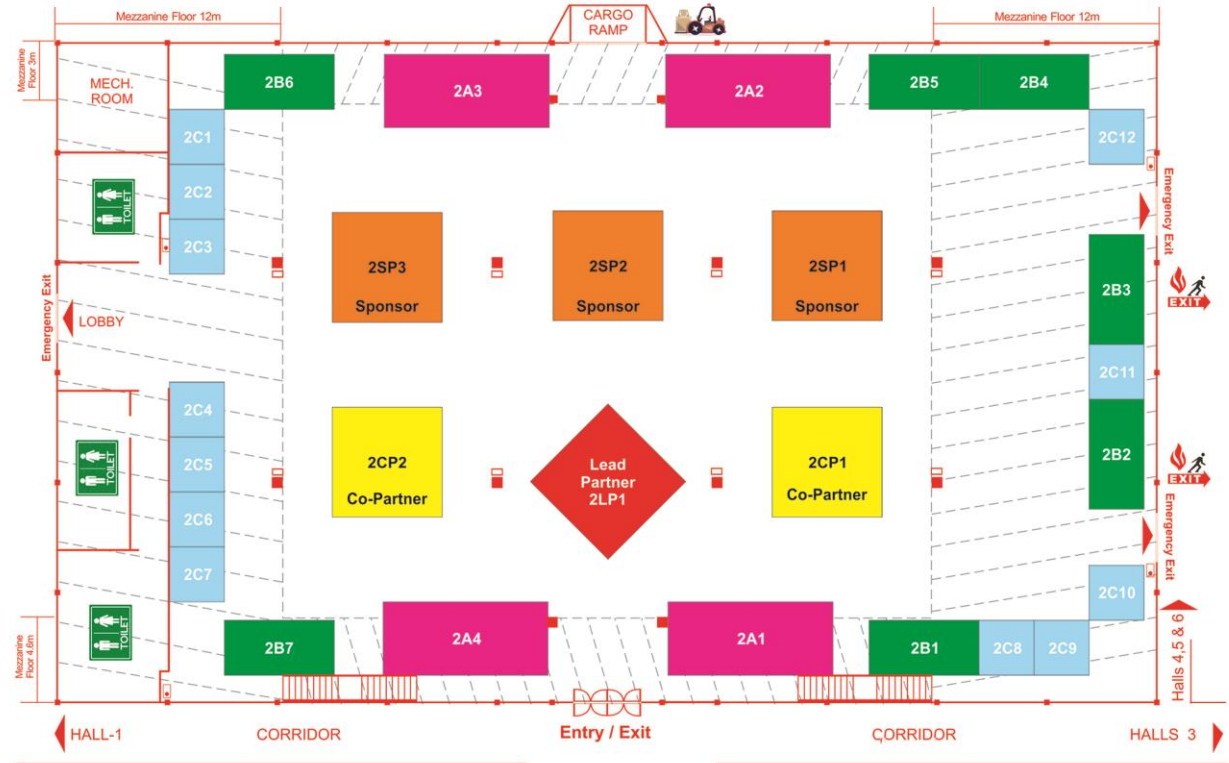 Mezzanine Floor 12m
CARGO
RAMP
Mezzanine Floor 12m
Mezzanine
Floor 3m
MECH.
ROOM
2B6
2A3
2A2
2B5
2B4
2C1
2C12
2C2
TOILET
2C3
Emergency Exit
2SP3
Sponsor
2SP2
Sponsor
2SP1
Sponsor
2B3
EXIT
Emergency Exit
LOBBY
2C11
2C4
2CP2
Co-Partner
Lead
Partner
2LP1
2CP1
Co-Partner
2B2
EXIT
TOILET
2C5
2C6
Emergency Exit
2C7
2C10
TOILET
Mezzanine
Floor 4.6m
2B7
2A4
2A1
2B1
2C8
2C9
Halls 4,5 & 6
HALL-1
CORRIDOR
Entry / Exit
CORRIDOR
HALLS 3